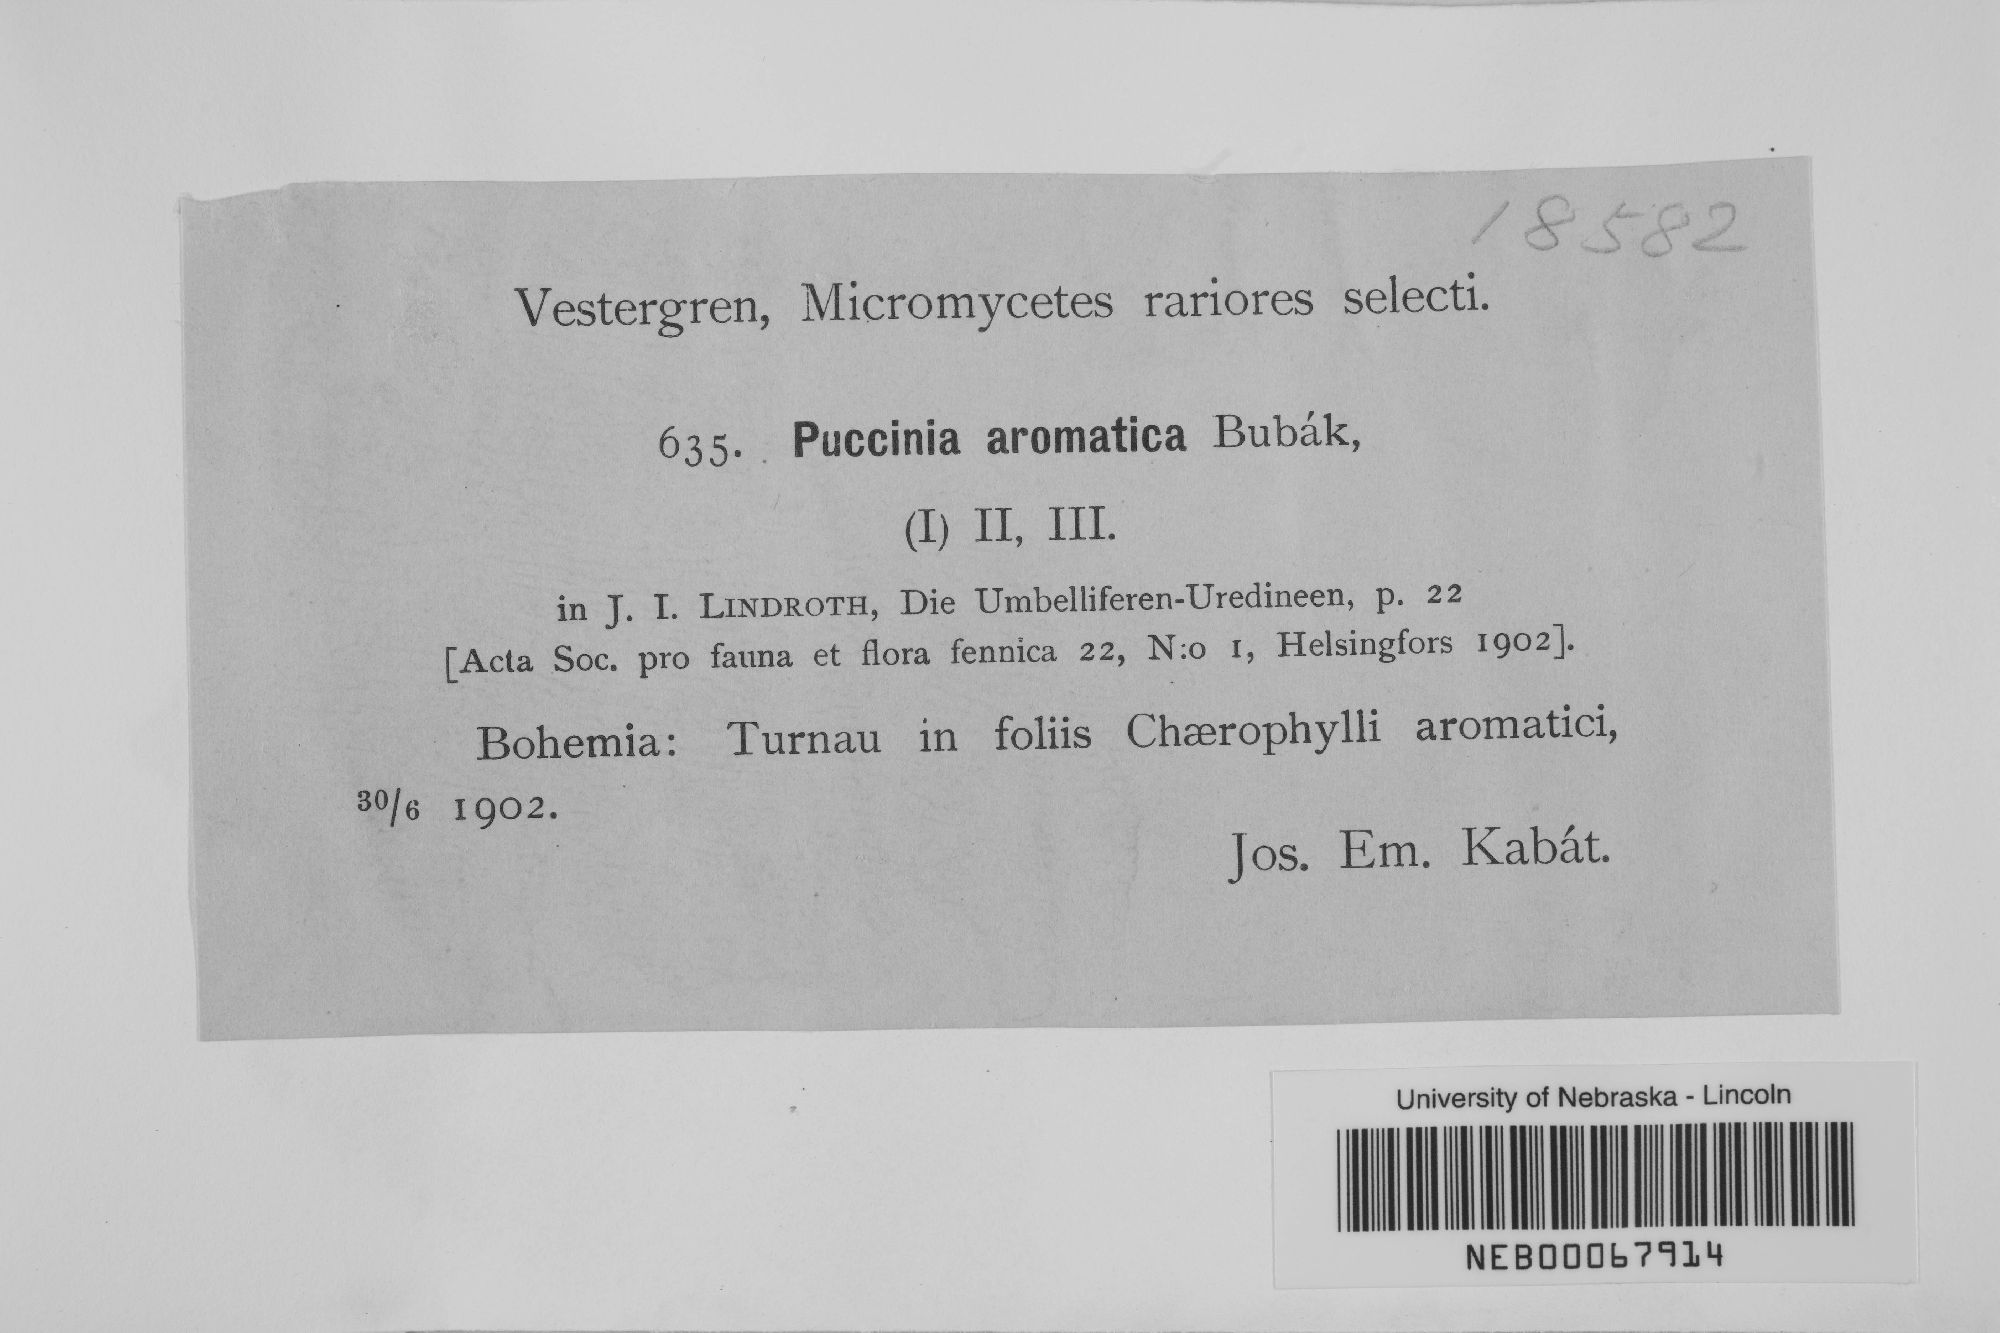 18582
Vestergren, Micromycetes rariores selecti.
635. Puccinia aromatica Bubák,
(I) II, III.
in J. I. LINDROTH, Die Umbelliferen-Uredineen, p. 22
[Acta Soc. pro fauna et flora fennica 22, N:o 1, Helsingfors 1902].
Bohemia: Turnau in foliis Chærophylli aromatici,
30/6 1902.
Jos. Em. Kabát.
University of Nebraska - Lincoln
NEB00067914